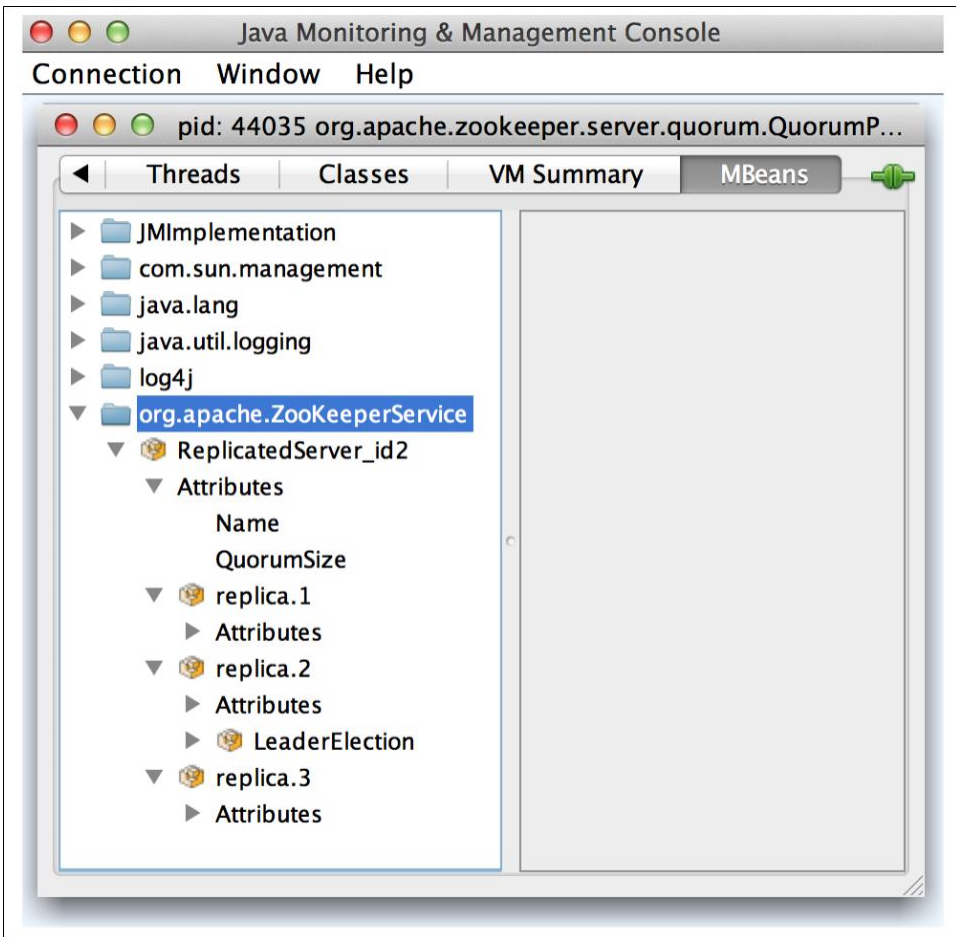 Java Monitoring & Management Console
Connection Window Help
pid: 44035 org.apache.zookeeper.server.quorum.QuorumP...
Threads Classes VM Summary MBeans
JMImplementation
com.sun.management
java.lang
java.util.logging
log4j
org.apache.ZooKeeperService
ReplicatedServer_id2
Attributes
Name
QuorumSize
replica.1
Attributes
replica.2
Attributes
LeaderElection
replica.3
Attributes